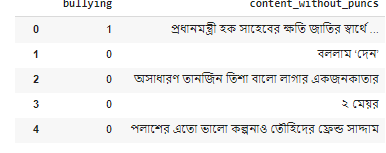 bullying content_without_puncs
0 1 প্রধানমন্ত্রী হক সাহেবের ক্ষতি জাতির স্বার্থে ...
1 0 বললাম ‘দেন’
2 0 অসাধারণ তানজিন তিশা বালো লাগার একজনকাতার
3 0 ২ মেয়র
4 0 পলাশের এতো ভালো কল্পনাও তৌহিদের ফ্রেন্ড সাদ্দাম